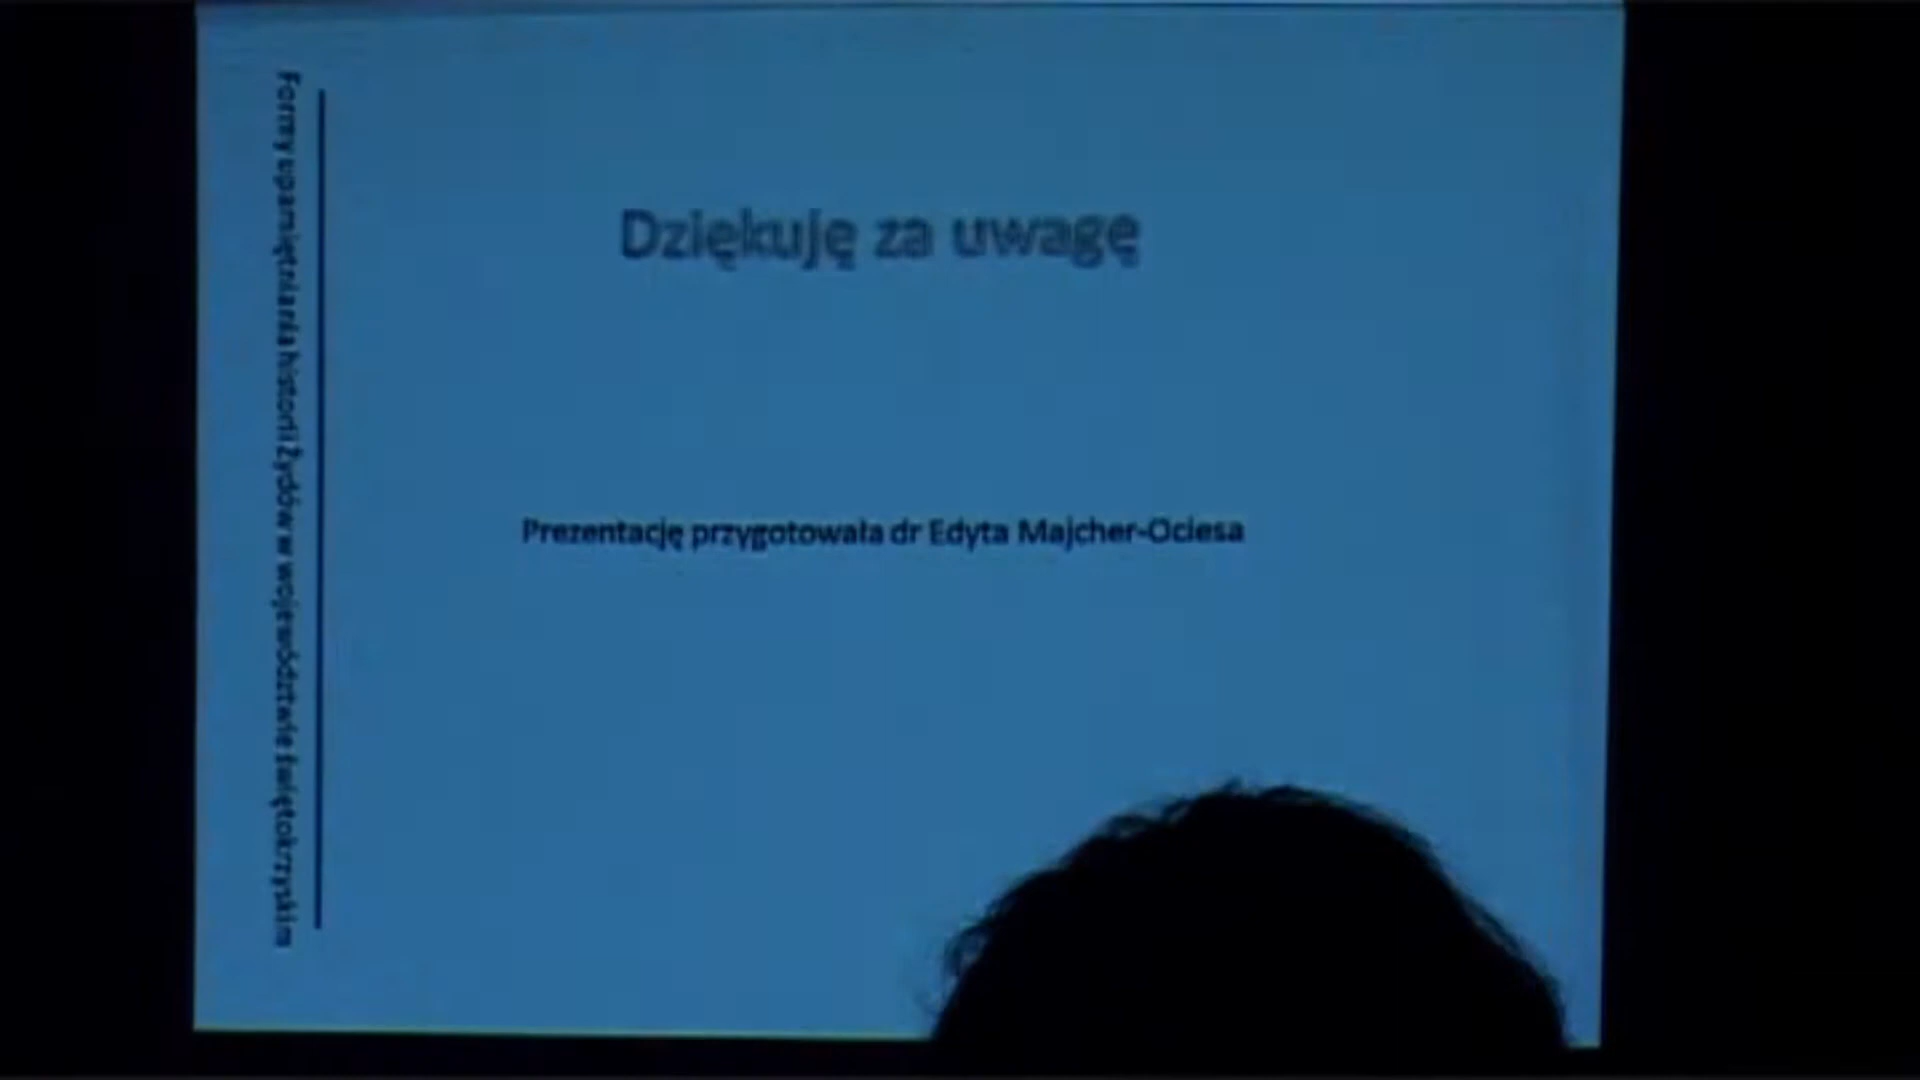 Formy upamiętniania historii Żydów w województwie świętokrzyskim
Dziękuję za uwagę
Prezentację przygotowała dr Edyta Majcher-Ociesa